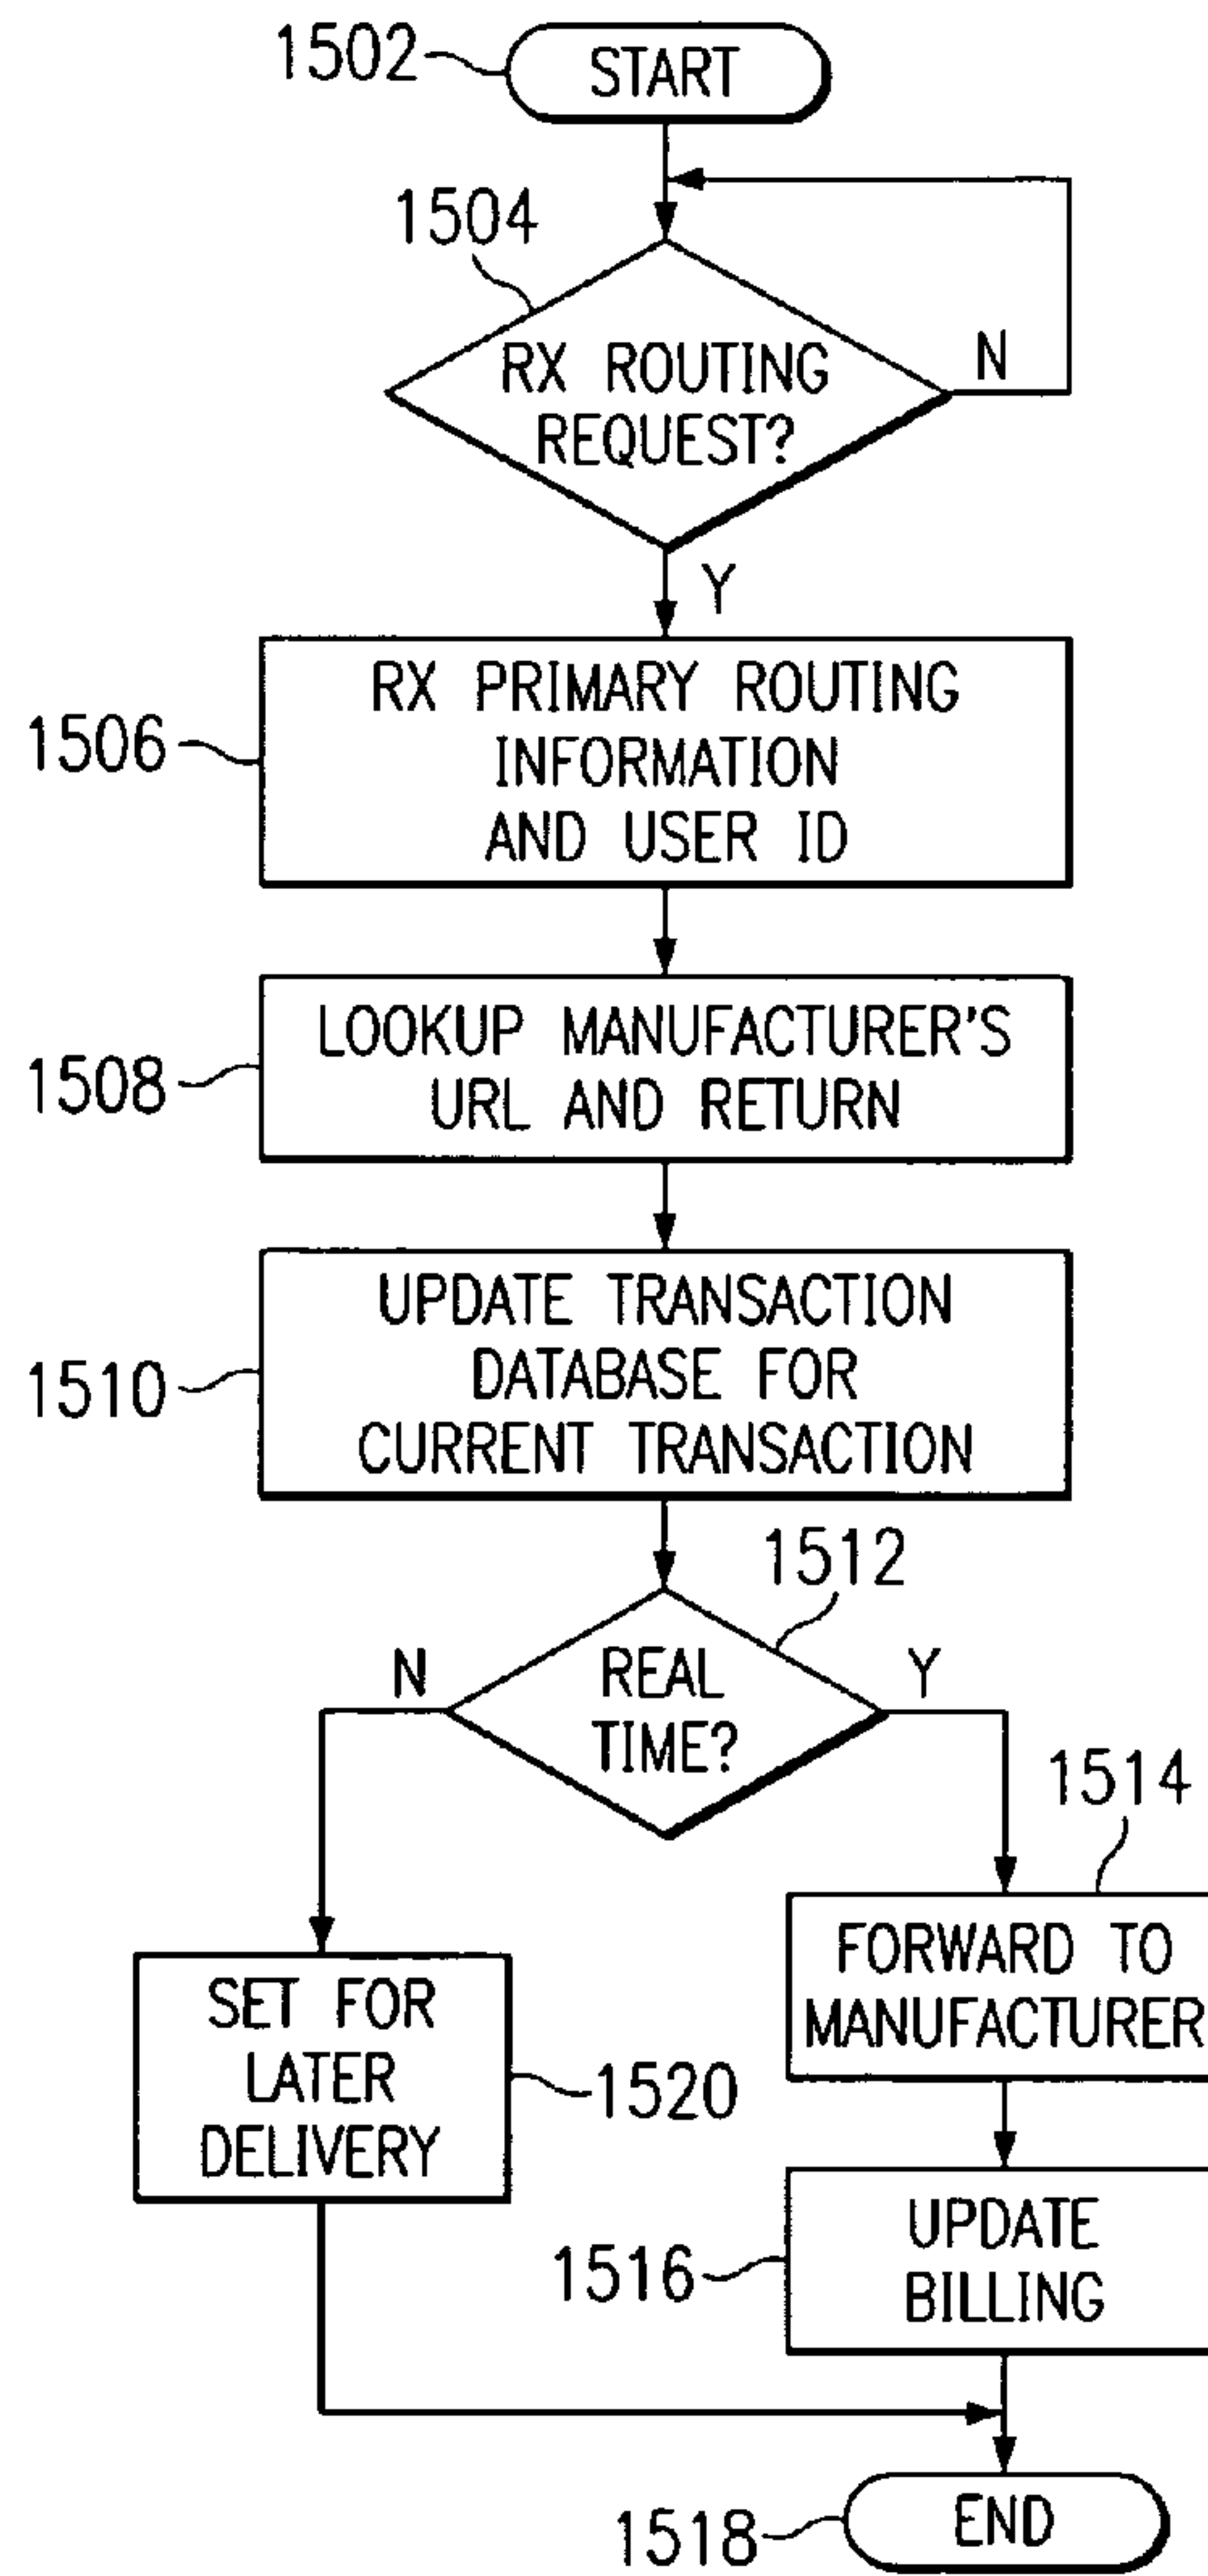 1502
START
1504
RX ROUTING
REQUEST?
N
Y
1506
RX PRIMARY ROUTING
INFORMATION
AND USER ID
1508
LOOKUP MANUFACTURER'S
URL AND RETURN
1510
UPDATE TRANSACTION
DATABASE FOR
CURRENT TRANSACTION
1512
N
REAL
TIME?
Y
1514
FORWARD TO
MANUFACTURER
SET FOR
LATER
DELIVERY
1520
1516
UPDATE
BILLING
1518
END